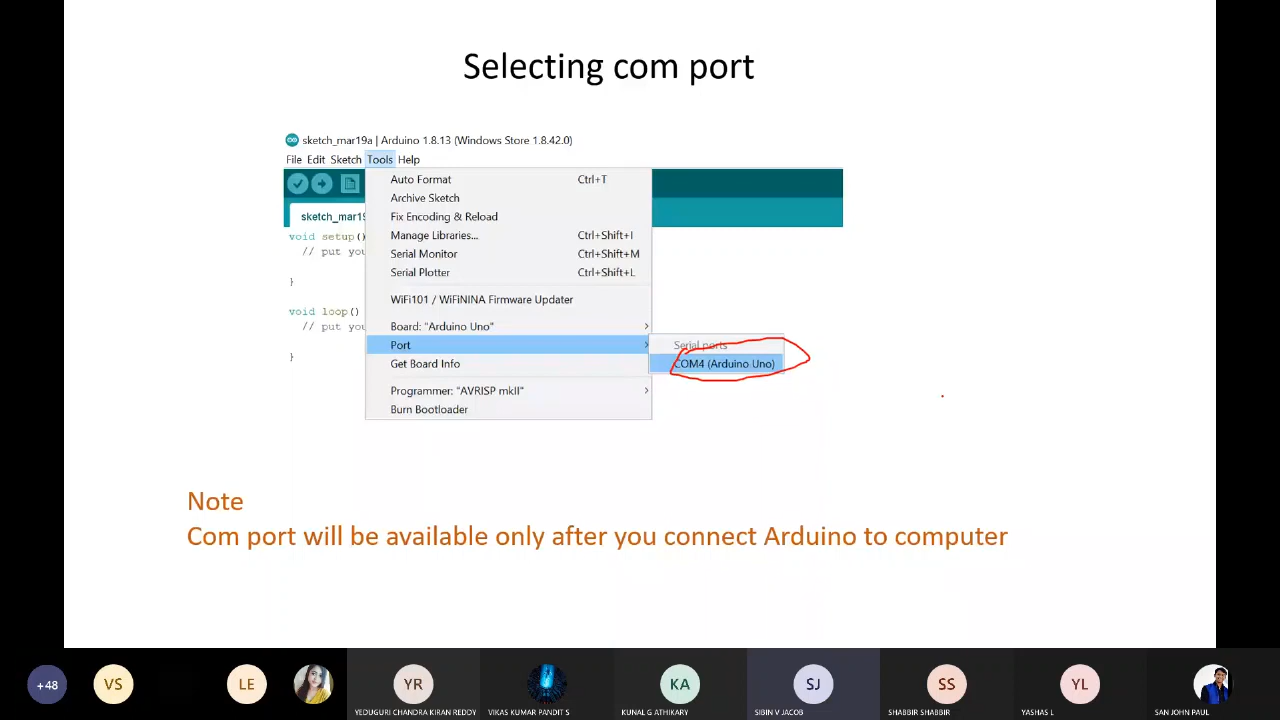 Selecting com port
sketch_mar19a | Arduino 1.8.13 (Windows Store 1.8.42.0)
File Edit Sketch Tools Help
Auto Format Ctrl+T
Archive Sketch
sketch_mar1
Fix Encoding & Reload
void setup()
Manage Libraries... Ctrl+Shift+I
// put you
Serial Monitor Ctrl+Shift+M
Serial Plotter Ctrl+Shift+L
}
WiFi101 / WiFiNINA Firmware Updater
void loop()
// put you
Board: "Arduino Uno"
Port
Serial ports
}
Get Board Info
COM4 (Arduino Uno)
Programmer: "AVRISP mkII"
Burn Bootloader
Note
Com port will be available only after you connect Arduino to computer
+48 VS LE YR KA SJ SS YL
YEDUGURI CHANDRA KIRAN REDDY VIKAS KUMAR PANDIT S KUNAL G ATHIKARY SIBIN V JACOB SHABBIR SHABBIR YASHAS L SAN JOHN PAUL